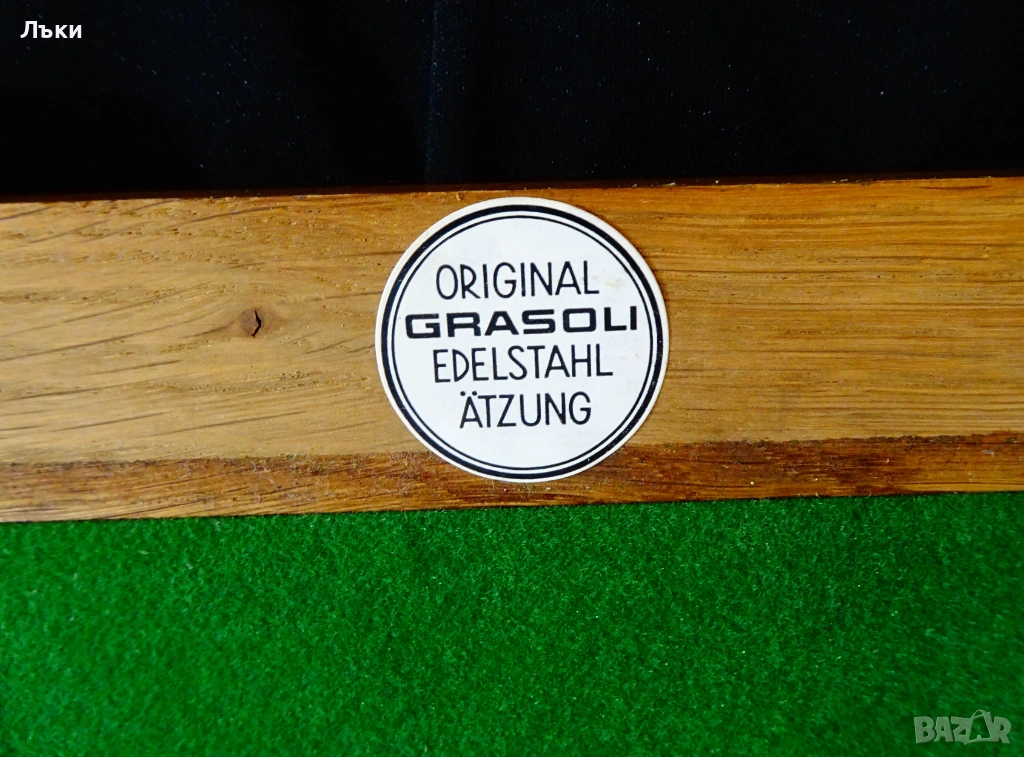 Лъки
ORIGINAL
GRASOLI
EDELSTAHL
ÄTZUNG
BAZAR